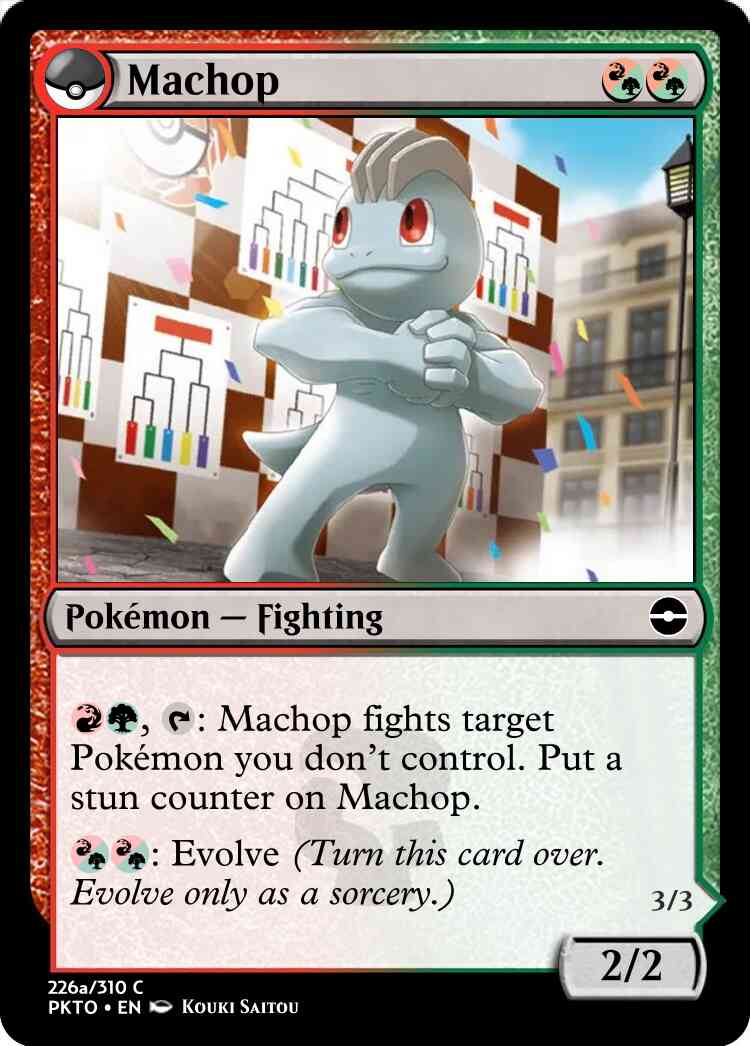 Machop
Pokémon — Fighting
, : Machop fights target
Pokémon you don't control. Put a
stun counter on Machop.
: Evolve (Turn this card over.
Evolve only as a sorcery.)
3/3
2/2
226a/310 C
PKTO • EN Kouki Saitou